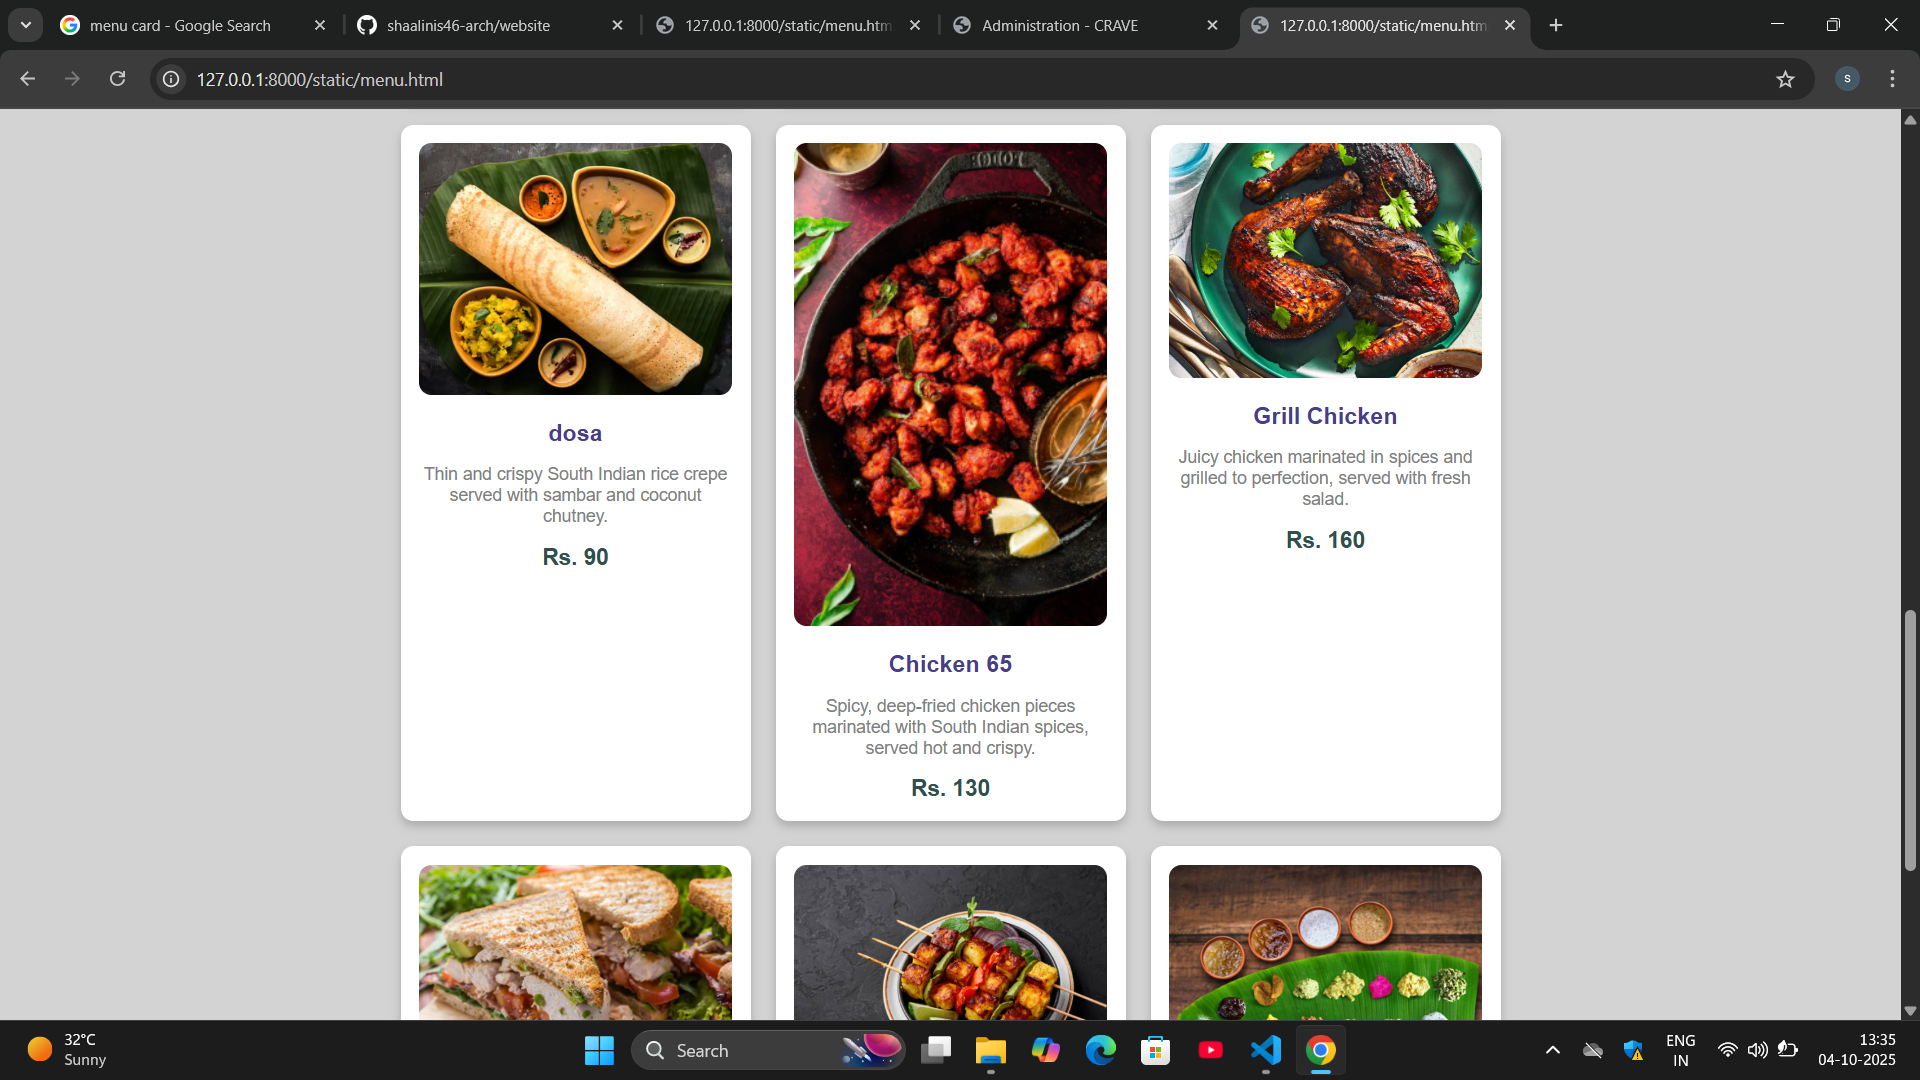 menu card - Google Search
shaalinis46-arch/website
127.0.0.1:8000/static/menu.htm
Administration - CRAVE
127.0.0.1:8000/static/menu.htm
127.0.0.1:8000/static/menu.html
S
LODGE
dosa
Thin and crispy South Indian rice crepe
served with sambar and coconut
chutney.
Rs. 90
Chicken 65
Spicy, deep-fried chicken pieces
marinated with South Indian spices,
served hot and crispy.
Rs. 130
Grill Chicken
Juicy chicken marinated in spices and
grilled to perfection, served with fresh
salad.
Rs. 160
32°C
Sunny
Search
ENG
IN
13:35
04-10-2025